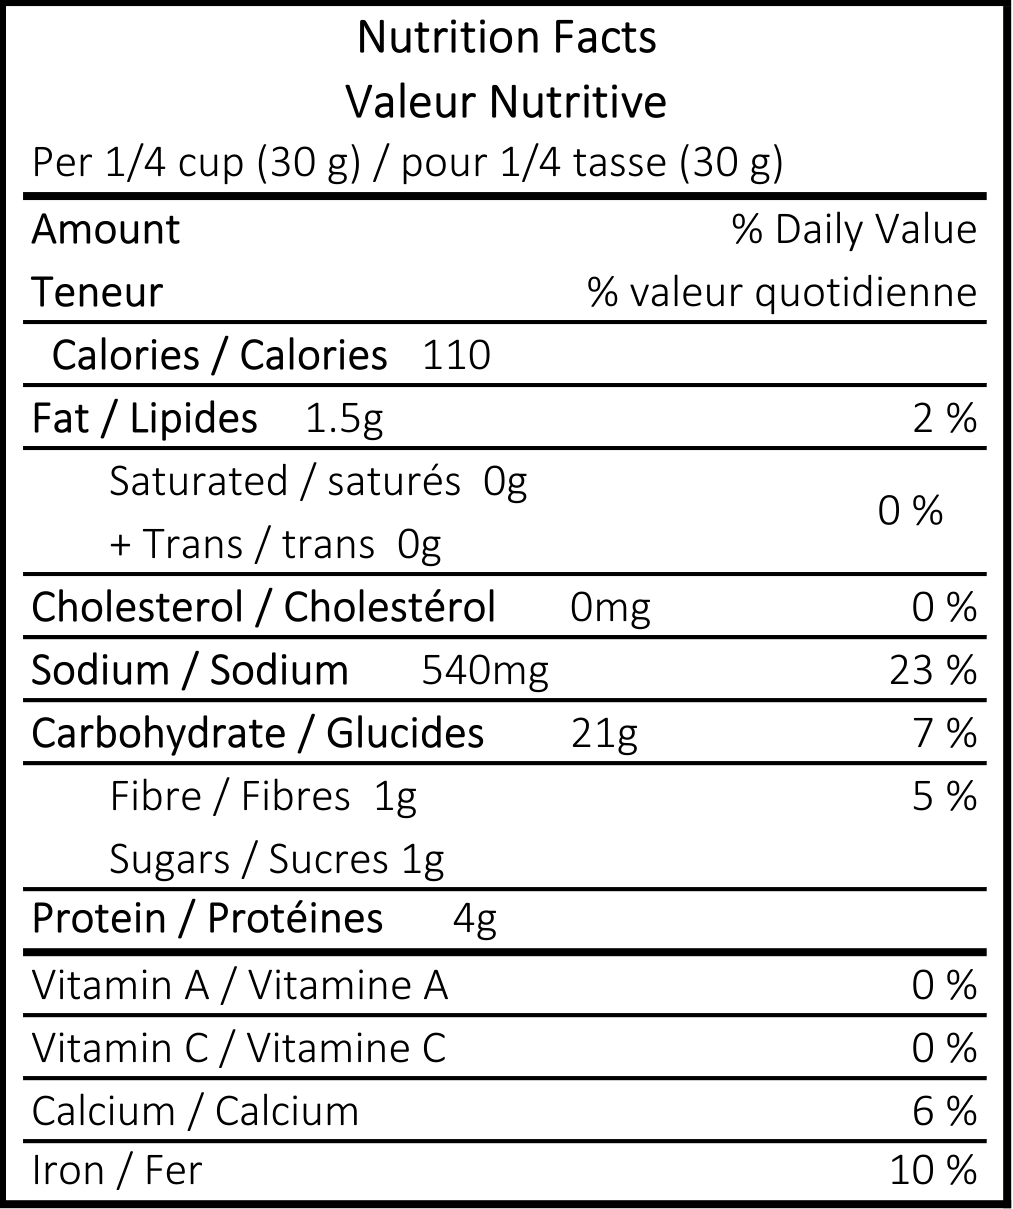 Nutrition Facts
Valeur Nutritive
Per 1/4 cup (30 g) / pour 1/4 tasse (30 g)
Amount % Daily Value
Teneur % valeur quotidienne
Calories / Calories 110
Fat / Lipides 1.5g 2 %
Saturated / saturés 0g
0 %
+ Trans / trans 0g
Cholesterol / Cholestérol 0mg 0 %
Sodium / Sodium 540mg 23 %
Carbohydrate / Glucides 21g 7 %
Fibre / Fibres 1g 5 %
Sugars / Sucres 1g
Protein / Protéines 4g
Vitamin A / Vitamine A 0 %
Vitamin C / Vitamine C 0 %
Calcium / Calcium 6 %
Iron / Fer 10 %